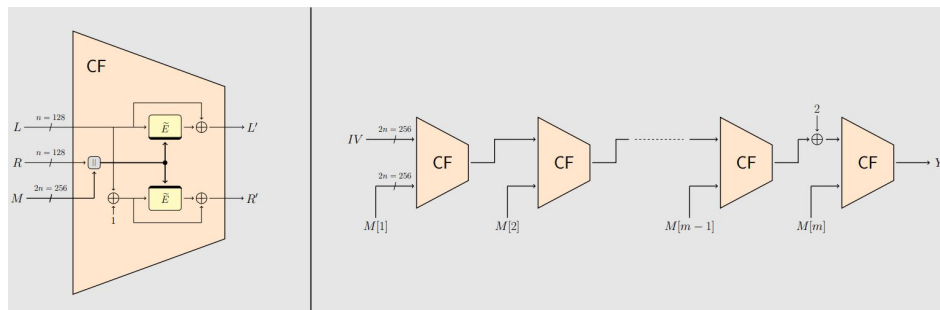 CF
n = 128
L
Ẽ
L′
n = 128
R
||
2n = 256
M
Ẽ
R′
1
2
IV
2n = 256
CF
CF
CF
CF
Y
2n = 256
M[1]
M[2]
M[m − 1]
M[m]